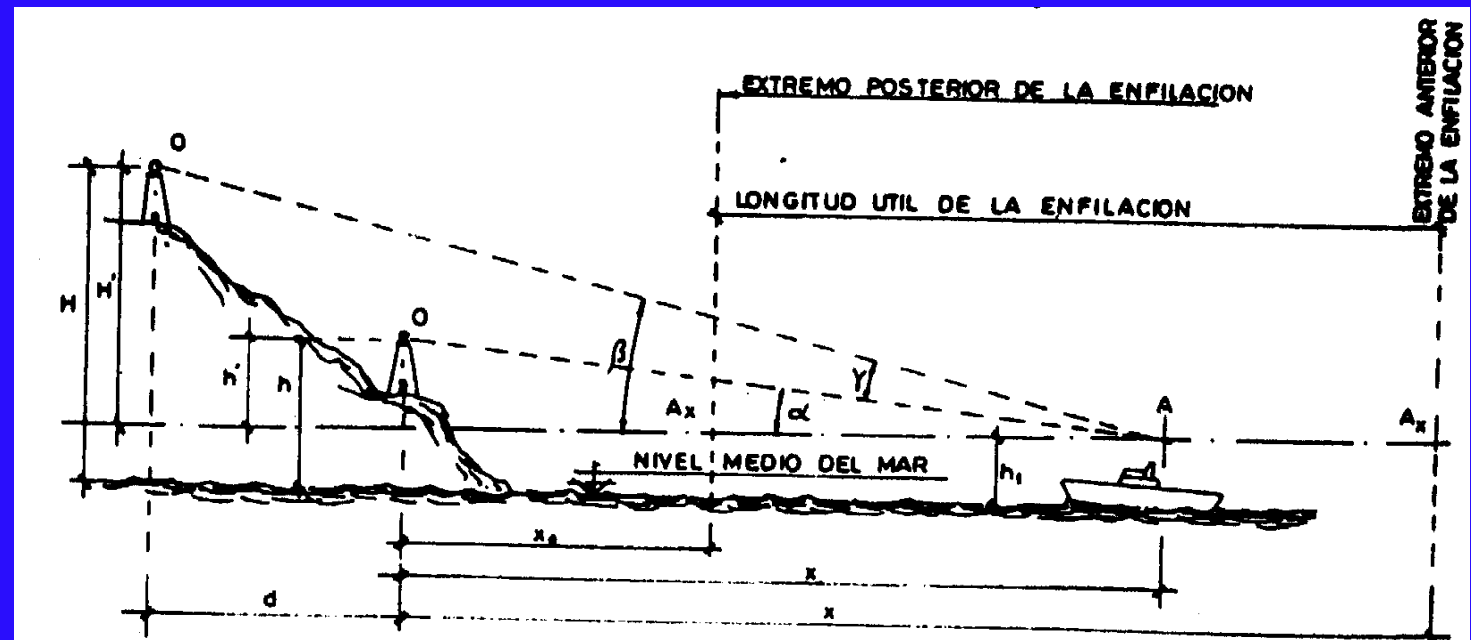 EXTREMO POSTERIOR DE LA ENFILACION
EXTREMO ANTERIOR
DE LA ENFILACION
LONGITUD UTIL DE LA ENFILACION
O
O
H
H'
h'
h
β
γ
α
Ax
A
Ax
NIVEL MEDIO DEL MAR
h₁
x₀
x
d
x